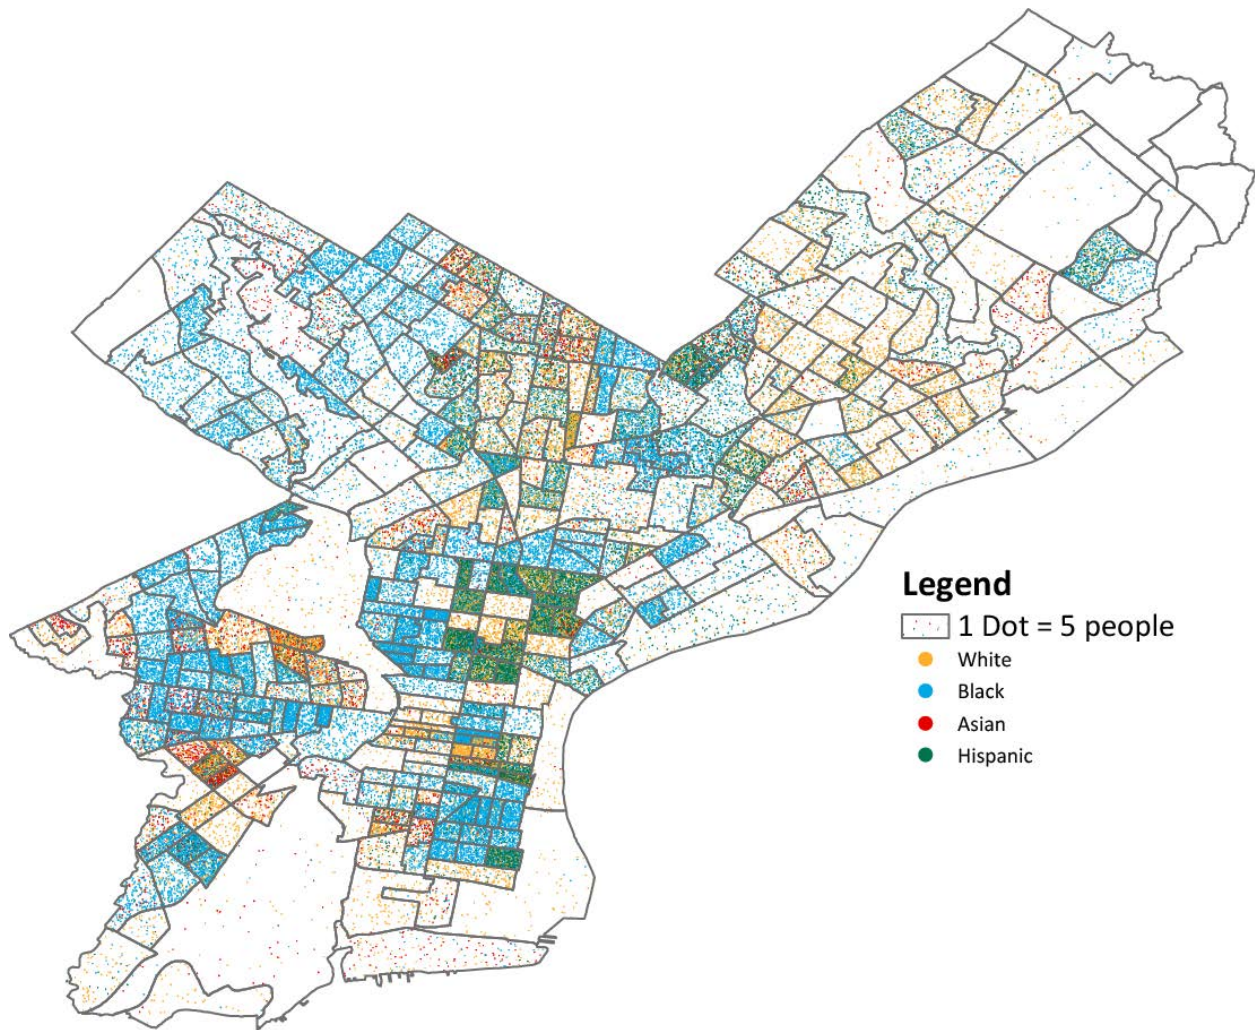 Legend
1 Dot = 5 people
White
Black
Asian
Hispanic